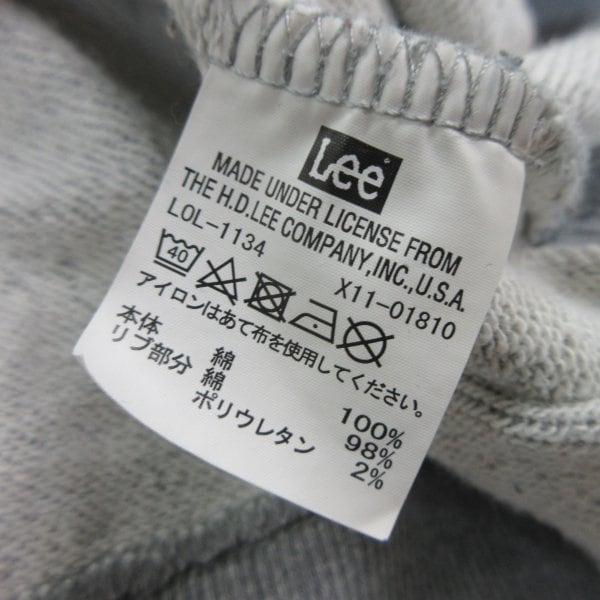 Lee
MADE UNDER LICENSE FROM
THE H.D.LEE COMPANY,INC.,U.S.A.
LOL-1134 X11-01810
40
アイロンはあて布を使用してください。
本体 綿 100%
リブ部分 綿 98%
ポリウレタン 2%